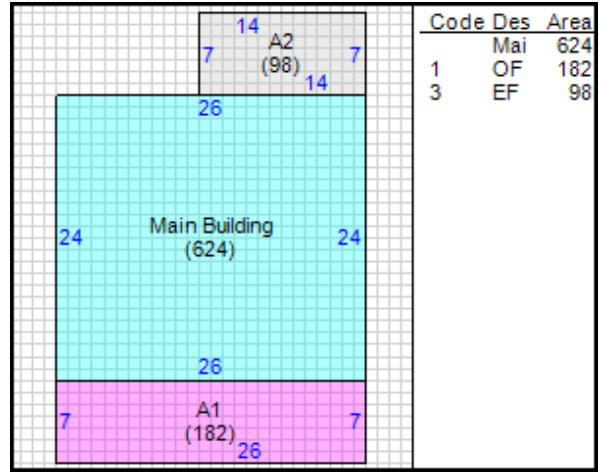 14
7 A2 7
(98)
14
26
24 Main Building 24
(624)
26
7 A1 7
(182)
26
Code Des Area
Mai 624
1 OF 182
3 EF 98